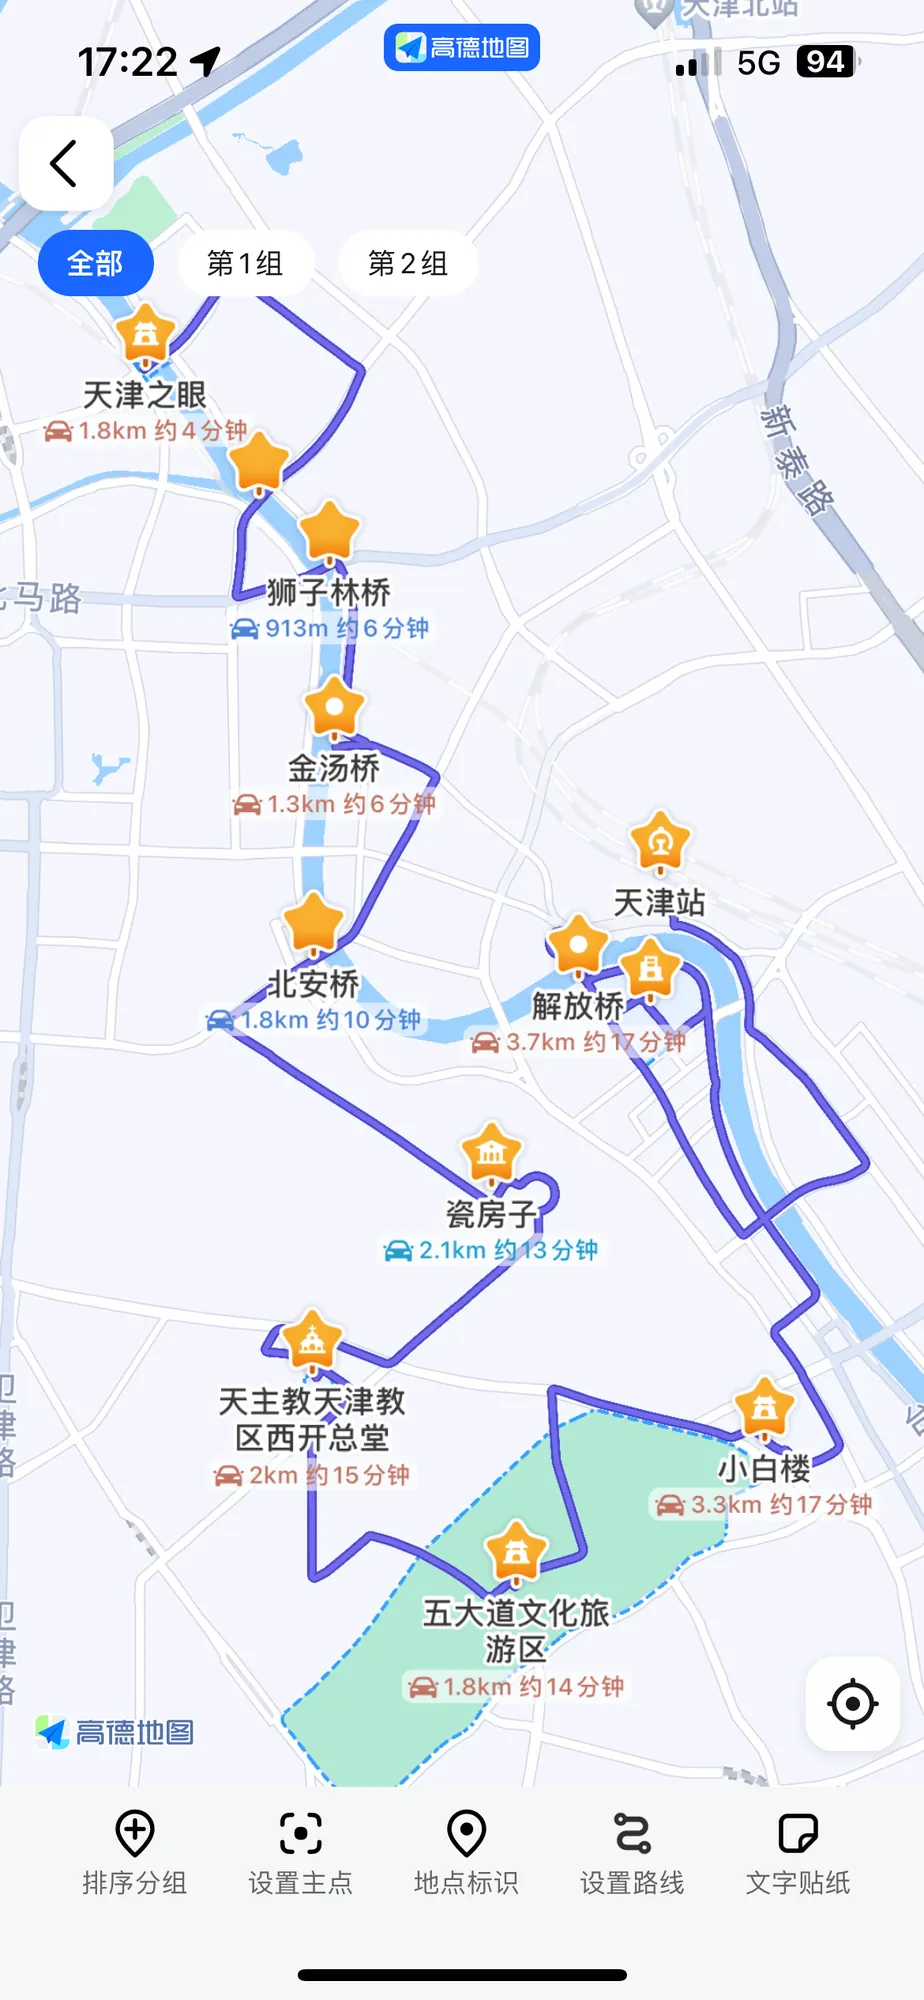 天津北站
17:22
高德地图
5G
94
全部
第1组
第2组
天津之眼
1.8km 约4分钟
新泰路
狮子林桥
913m 约6分钟
马路
金汤桥
1.3km 约6分钟
天津站
北安桥
1.8km 约10分钟
解放桥
3.7km 约17分钟
瓷房子
2.1km 约13分钟
天主教天津教
区西开总堂
2km 约15分钟
卫津路
小白楼
3.3km 约17分钟
五大道文化旅
游区
1.8km 约14分钟
卫津路
高德地图
排序分组
设置主点
地点标识
设置路线
文字贴纸